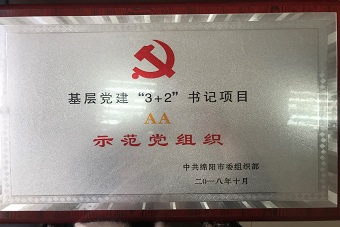 基层党建“3+2”书记项目
AA
示范党组织
中共绵阳市委组织部
二〇一八年十月